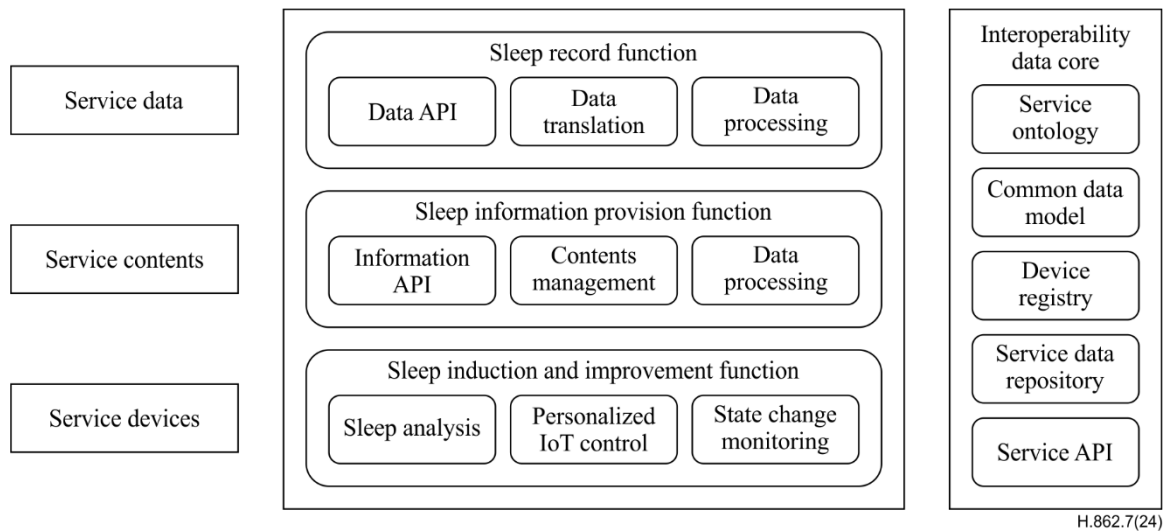 Service data
Service contents
Service devices
Sleep record function
Data API
Data
translation
Data
processing
Sleep information provision function
Information
API
Contents
management
Data
processing
Sleep induction and improvement function
Sleep analysis
Personalized
IoT control
State change
monitoring
Interoperability
data core
Service
ontology
Common data
model
Device
registry
Service data
repository
Service API
H.862.7(24)